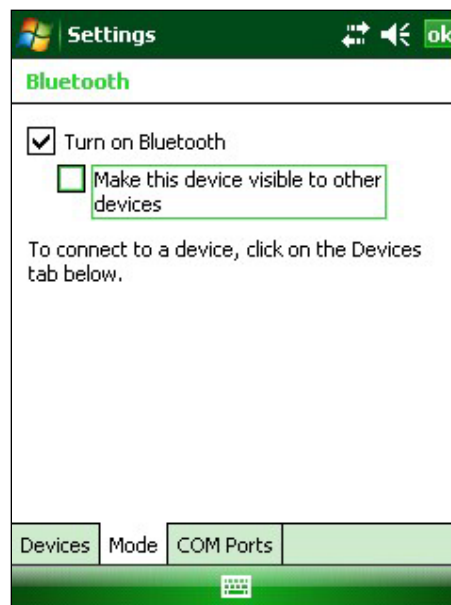 Settings
ok
Bluetooth
Turn on Bluetooth
Make this device visible to other
devices
To connect to a device, click on the Devices
tab below.
Devices Mode COM Ports